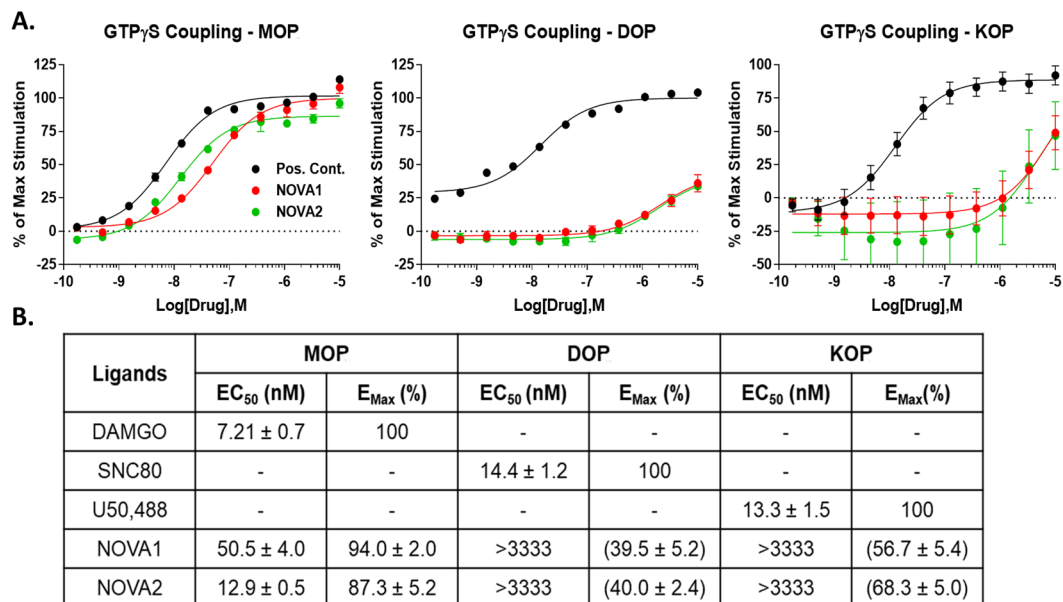 A.
GTPγS Coupling - MOP
% of Max Stimulation
125
100
75
50
25
0
-25
-10
-9
-8
-7
-6
-5
Log[Drug],M
Pos. Cont.
NOVA1
NOVA2
GTPγS Coupling - DOP
% of Max Stimulation
125
100
75
50
25
0
-25
-10
-9
-8
-7
-6
-5
Log[Drug],M
GTPγS Coupling - KOP
% of Max Stimulation
100
75
50
25
0
-25
-50
-10
-9
-8
-7
-6
-5
Log[Drug],M
B.
Ligands MOP DOP KOP
EC50 (nM) EMax (%) EC50 (nM) EMax (%) EC50 (nM) EMax(%)
DAMGO 7.21 ± 0.7 100 - - - -
SNC80 - - 14.4 ± 1.2 100 - -
U50,488 - - - - 13.3 ± 1.5 100
NOVA1 50.5 ± 4.0 94.0 ± 2.0 >3333 (39.5 ± 5.2) >3333 (56.7 ± 5.4)
NOVA2 12.9 ± 0.5 87.3 ± 5.2 >3333 (40.0 ± 2.4) >3333 (68.3 ± 5.0)